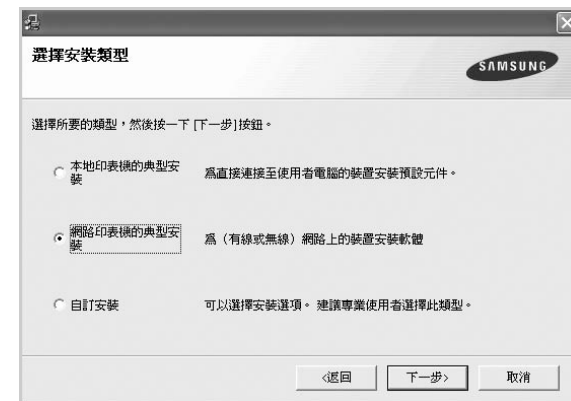 選擇安裝類型
SAMSUNG
選擇所要的類型，然後按一下 [下一步]按鈕。
本地印表機的典型安
裝
爲直接連接至使用者電腦的裝置安裝預設元件。
網路印表機的典型安
裝
爲（有線或無線）網路上的裝置安裝軟體
自訂安裝
可以選擇安裝選項。 建議專業使用者選擇此類型。
<返回 下一步> 取消